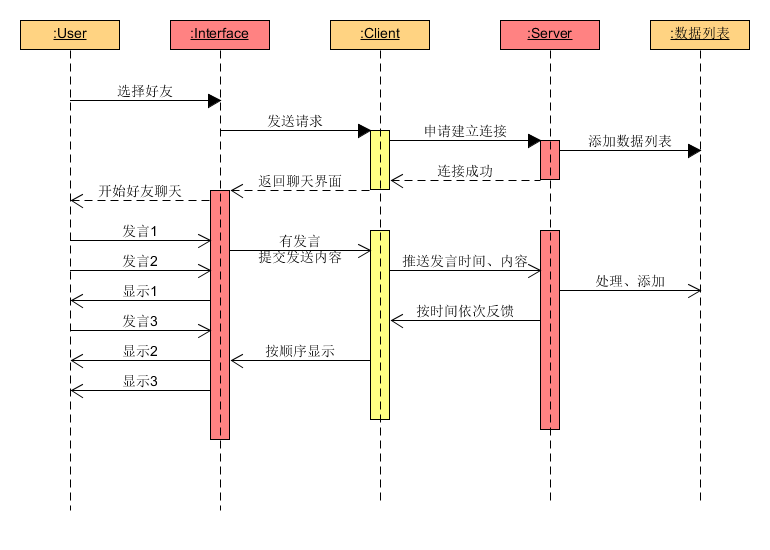 :User
:Interface
:Client
:Server
:数据列表
选择好友
发送请求
申请建立连接
添加数据列表
连接成功
返回聊天界面
开始好友聊天
发言1
有发言
提交发送内容
发言2
推送发言时间、内容
处理、添加
显示1
按时间依次反馈
发言3
显示2
按顺序显示
显示3